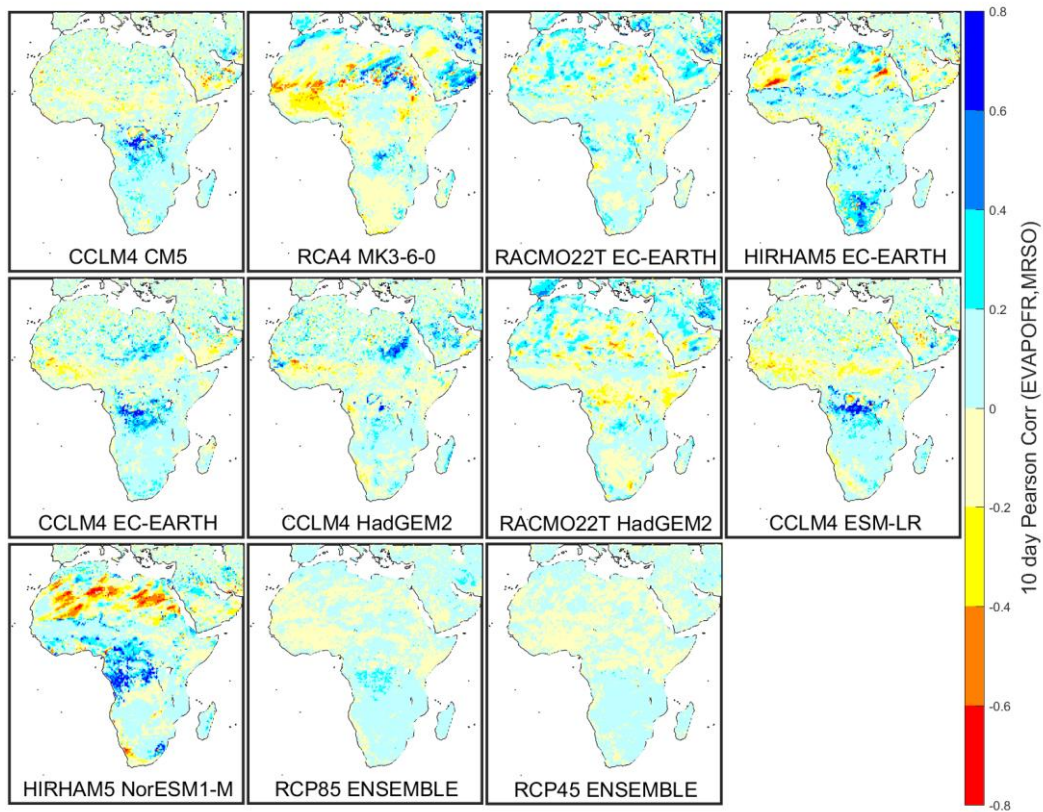 CCLM4 CM5
RCA4 MK3-6-0
RACMO22T EC-EARTH
HIRHAM5 EC-EARTH
CCLM4 EC-EARTH
CCLM4 HadGEM2
RACMO22T HadGEM2
CCLM4 ESM-LR
HIRHAM5 NorESM1-M
RCP85 ENSEMBLE
RCP45 ENSEMBLE
0.8
0.6
0.4
0.2
0
-0.2
-0.4
-0.6
-0.8
10 day Pearson Corr (EVAPOFR,MRSO)